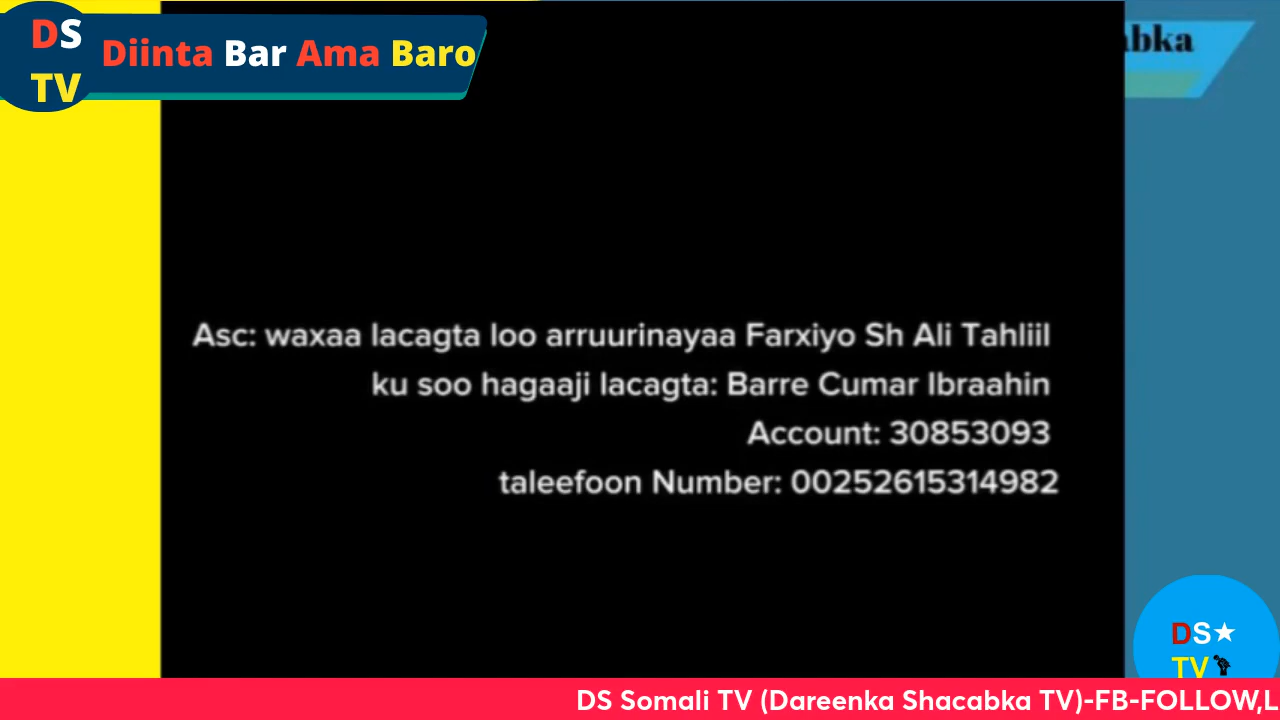 DS
TV
Diinta Bar Ama Baro
abka
Asc: waxaa lacagta loo arruurinayaa Farxiyo Sh Ali Tahliil
ku soo hagaaji lacagta: Barre Cumar Ibraahin
Account: 30853093
taleefoon Number: 00252615314982
DS★
TV
DS Somali TV (Dareenka Shacabka TV)-FB-FOLLOW,L